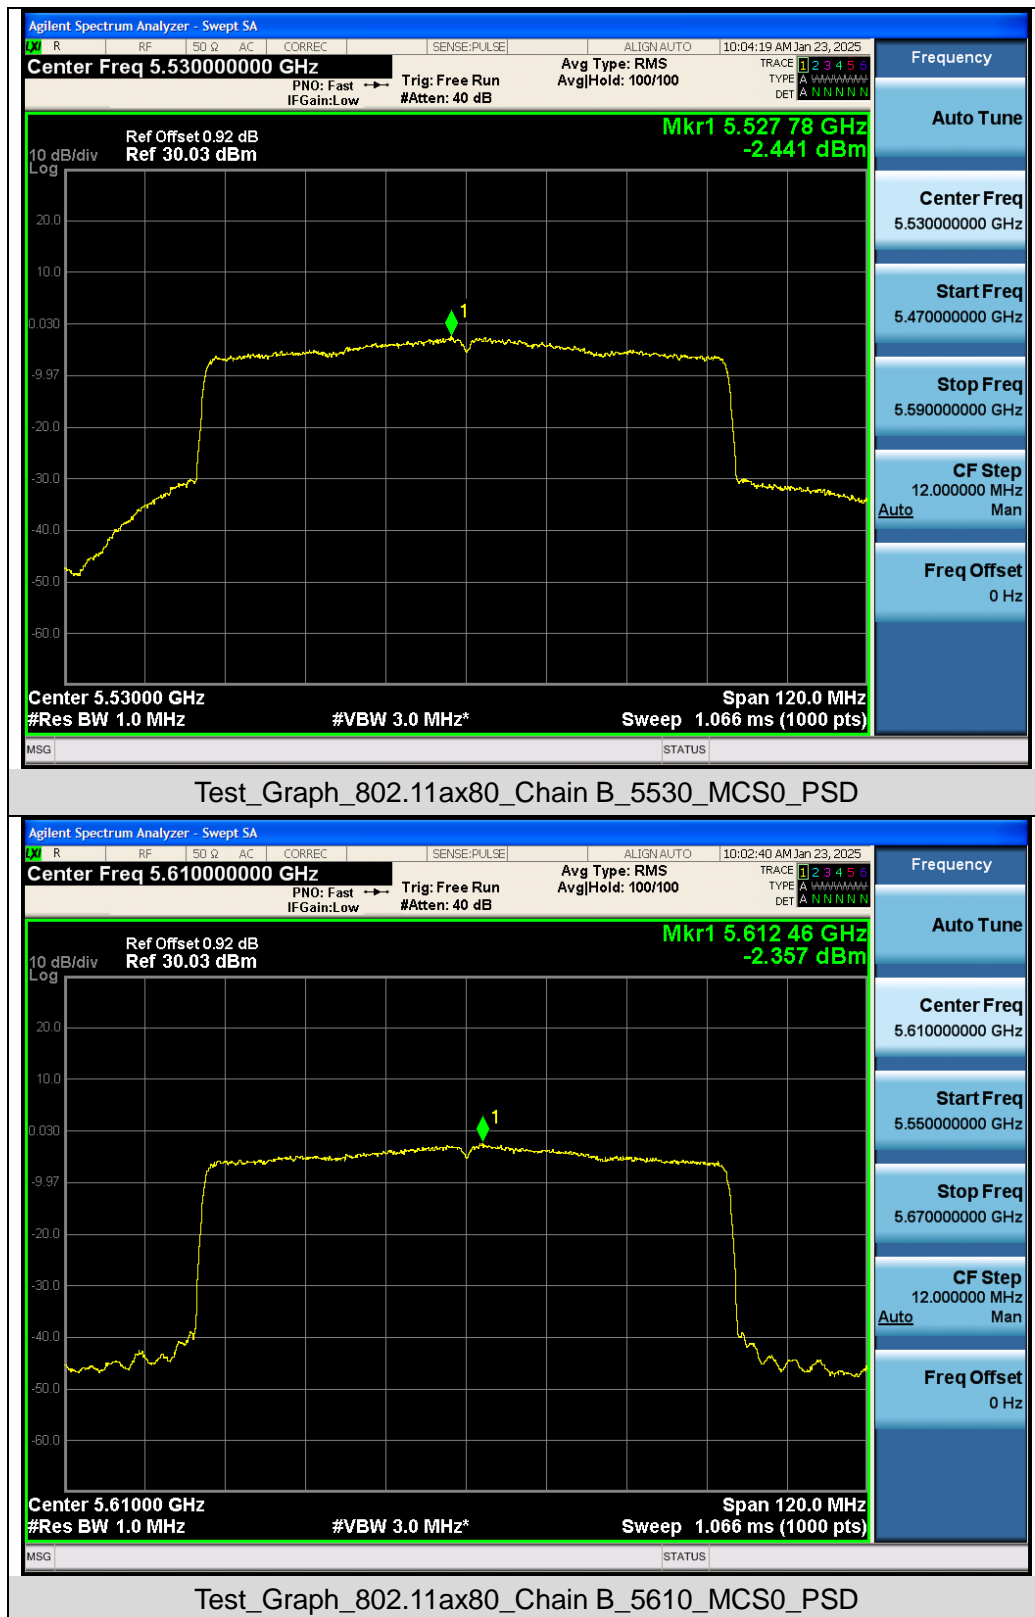 Agilent Spectrum Analyzer - Swept SA
LXI R RF 50 Ω AC CORREC SENSE:PULSE ALIGN AUTO 10:04:19 AM Jan 23, 2025
Center Freq 5.530000000 GHz
PNO: Fast
IFGain:Low
Trig: Free Run
#Atten: 40 dB
Avg Type: RMS
Avg|Hold: 100/100
TRACE 1 2 3 4 5 6
TYPE A WWWWW
DET A N N N N N
Frequency
Auto Tune
Center Freq
5.530000000 GHz
Start Freq
5.470000000 GHz
Stop Freq
5.590000000 GHz
CF Step
12.000000 MHz
Auto Man
Freq Offset
0 Hz
Mkr1 5.527 78 GHz
-2.441 dBm
Ref Offset 0.92 dB
10 dB/div Ref 30.03 dBm
Log
20.0
10.0
1
0.030
-9.97
-20.0
-30.0
-40.0
-50.0
-60.0
Center 5.53000 GHz Span 120.0 MHz
#Res BW 1.0 MHz #VBW 3.0 MHz* Sweep 1.066 ms (1000 pts)
MSG STATUS
Test_Graph_802.11ax80_Chain B_5530_MCS0_PSD
Agilent Spectrum Analyzer - Swept SA
LXI R RF 50 Ω AC CORREC SENSE:PULSE ALIGN AUTO 10:02:40 AM Jan 23, 2025
Center Freq 5.610000000 GHz
PNO: Fast
IFGain:Low
Trig: Free Run
#Atten: 40 dB
Avg Type: RMS
Avg|Hold: 100/100
TRACE 1 2 3 4 5 6
TYPE A WWWWW
DET A N N N N N
Frequency
Auto Tune
Center Freq
5.610000000 GHz
Start Freq
5.550000000 GHz
Stop Freq
5.670000000 GHz
CF Step
12.000000 MHz
Auto Man
Freq Offset
0 Hz
Mkr1 5.612 46 GHz
-2.357 dBm
Ref Offset 0.92 dB
10 dB/div Ref 30.03 dBm
Log
20.0
10.0
1
0.030
-9.97
-20.0
-30.0
-40.0
-50.0
-60.0
Center 5.61000 GHz Span 120.0 MHz
#Res BW 1.0 MHz #VBW 3.0 MHz* Sweep 1.066 ms (1000 pts)
MSG STATUS
Test_Graph_802.11ax80_Chain B_5610_MCS0_PSD